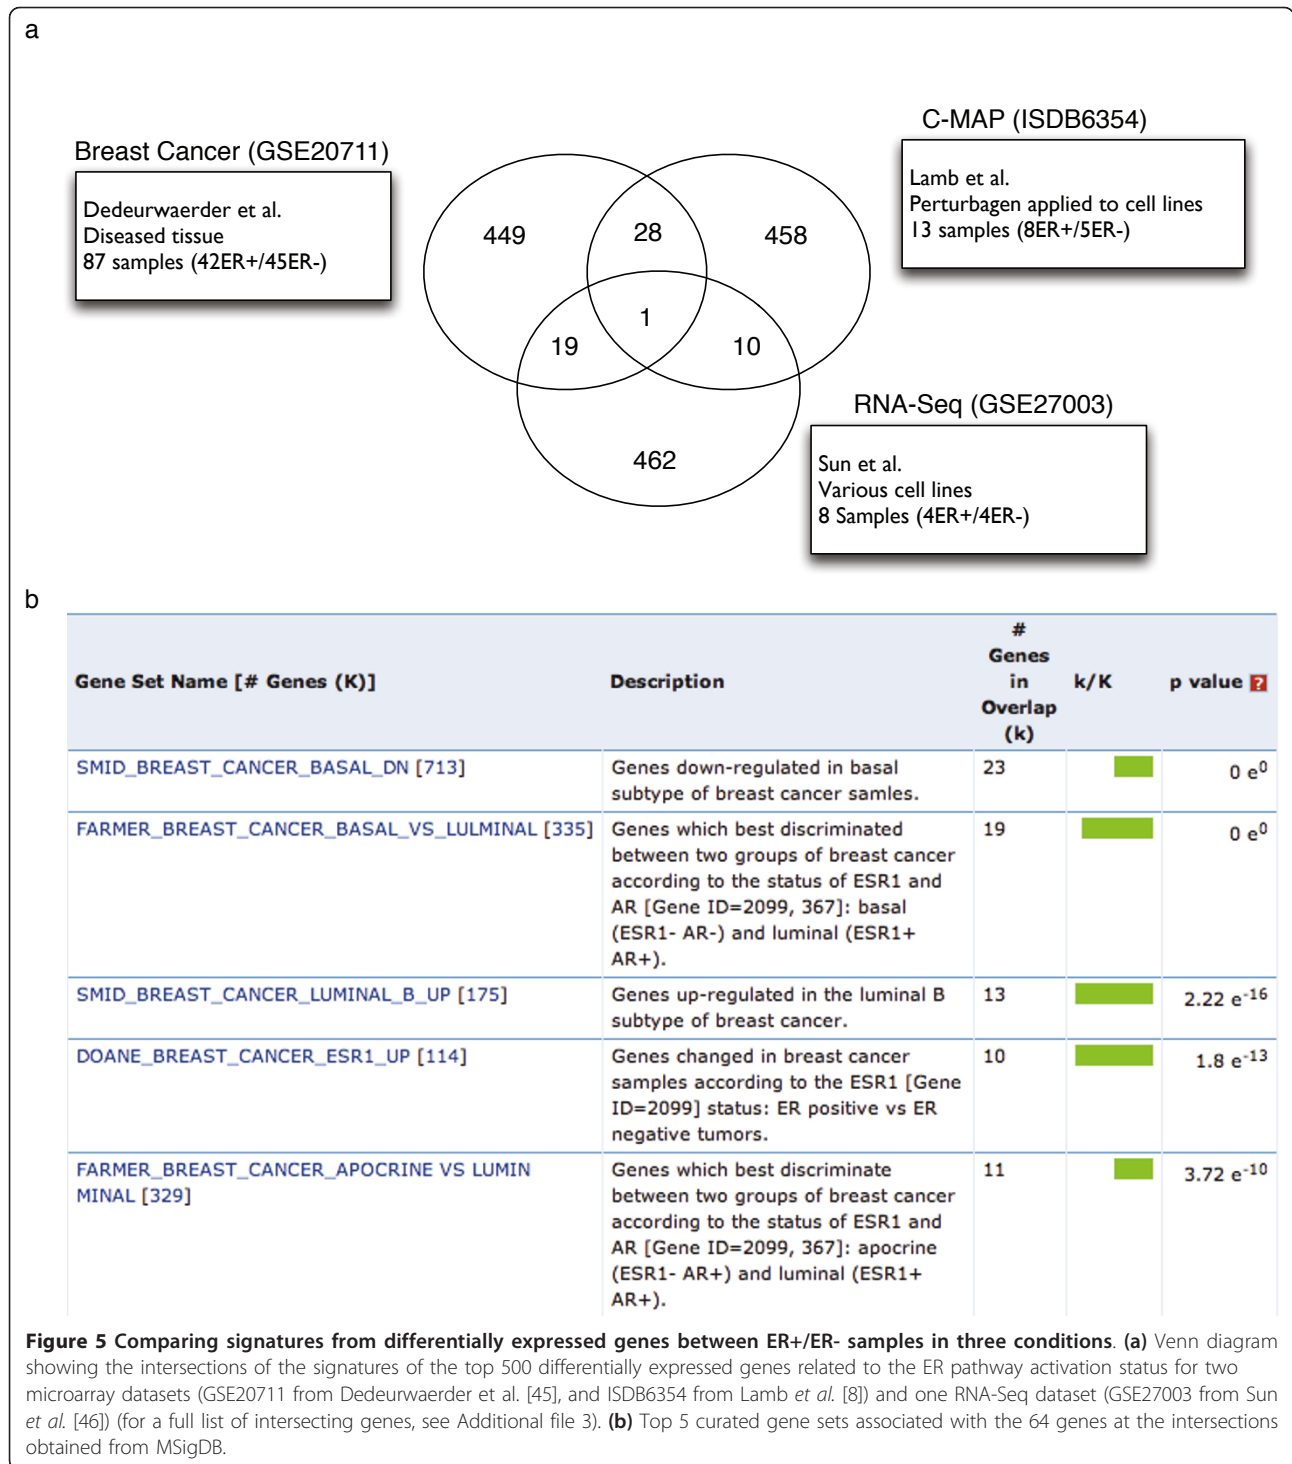 a
Breast Cancer (GSE20711)
Dedeurwaerder et al.
Diseased tissue
87 samples (42ER+/45ER-)
C-MAP (ISDB6354)
Lamb et al.
Perturbagen applied to cell lines
13 samples (8ER+/5ER-)
449
28
458
1
19
10
462
RNA-Seq (GSE27003)
Sun et al.
Various cell lines
8 Samples (4ER+/4ER-)
b
Gene Set Name [# Genes (K)]
Description
#
Genes
in
Overlap
(k)
k/K
p value ?
SMID_BREAST_CANCER_BASAL_DN [713]
Genes down-regulated in basal
subtype of breast cancer samles.
23
0 e0
FARMER_BREAST_CANCER_BASAL_VS_LULMINAL [335]
Genes which best discriminated
between two groups of breast cancer
according to the status of ESR1 and
AR [Gene ID=2099, 367]: basal
(ESR1- AR-) and luminal (ESR1+
AR+).
19
0 e0
SMID_BREAST_CANCER_LUMINAL_B_UP [175]
Genes up-regulated in the luminal B
subtype of breast cancer.
13
2.22 e-16
DOANE_BREAST_CANCER_ESR1_UP [114]
Genes changed in breast cancer
samples according to the ESR1 [Gene
ID=2099] status: ER positive vs ER
negative tumors.
10
1.8 e-13
FARMER_BREAST_CANCER_APOCRINE VS LUMIN
MINAL [329]
Genes which best discriminate
between two groups of breast cancer
according to the status of ESR1 and
AR [Gene ID=2099, 367]: apocrine
(ESR1- AR+) and luminal (ESR1+
AR+).
11
3.72 e-10
Figure 5 Comparing signatures from differentially expressed genes between ER+/ER- samples in three conditions. (a) Venn diagram
showing the intersections of the signatures of the top 500 differentially expressed genes related to the ER pathway activation status for two
microarray datasets (GSE20711 from Dedeurwaerder et al. [45], and ISDB6354 from Lamb et al. [8]) and one RNA-Seq dataset (GSE27003 from Sun
et al. [46]) (for a full list of intersecting genes, see Additional file 3). (b) Top 5 curated gene sets associated with the 64 genes at the intersections
obtained from MSigDB.